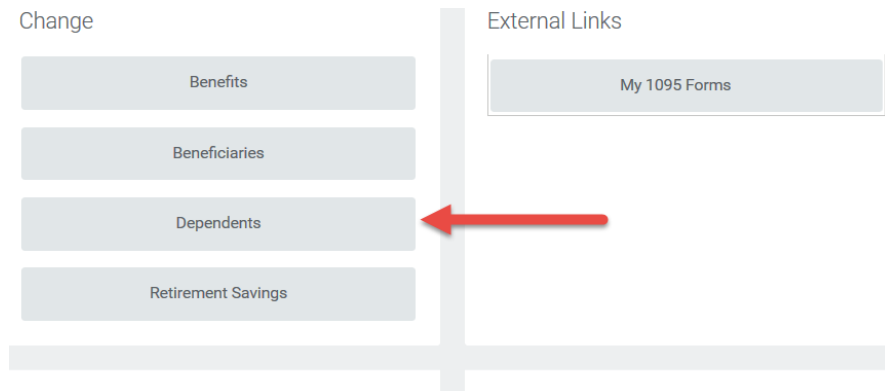 Change
Benefits
Beneficiaries
Dependents
Retirement Savings
External Links
My 1095 Forms